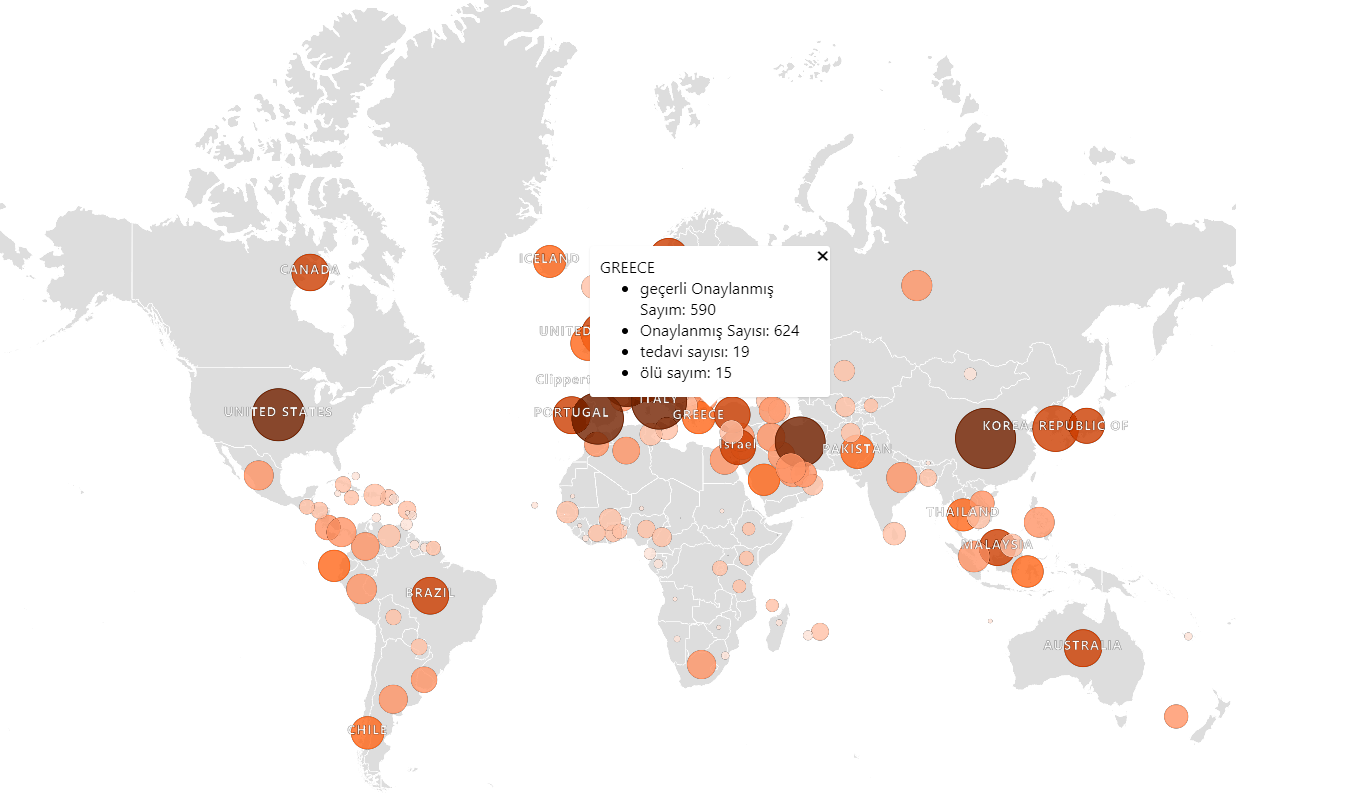 ICELAND
CANADA
✕
GREECE
geçerli Onaylanmış
Sayım: 590
Onaylanmış Sayısı: 624
tedavi sayısı: 19
ölü sayım: 15
UNITED
Clippert
ITALY
UNITED STATES
PORTUGAL
GREECE
KOREA, REPUBLIC OF
Israel
PAKISTAN
THAILAND
MALAYSIA
BRAZIL
AUSTRALIA
CHILE